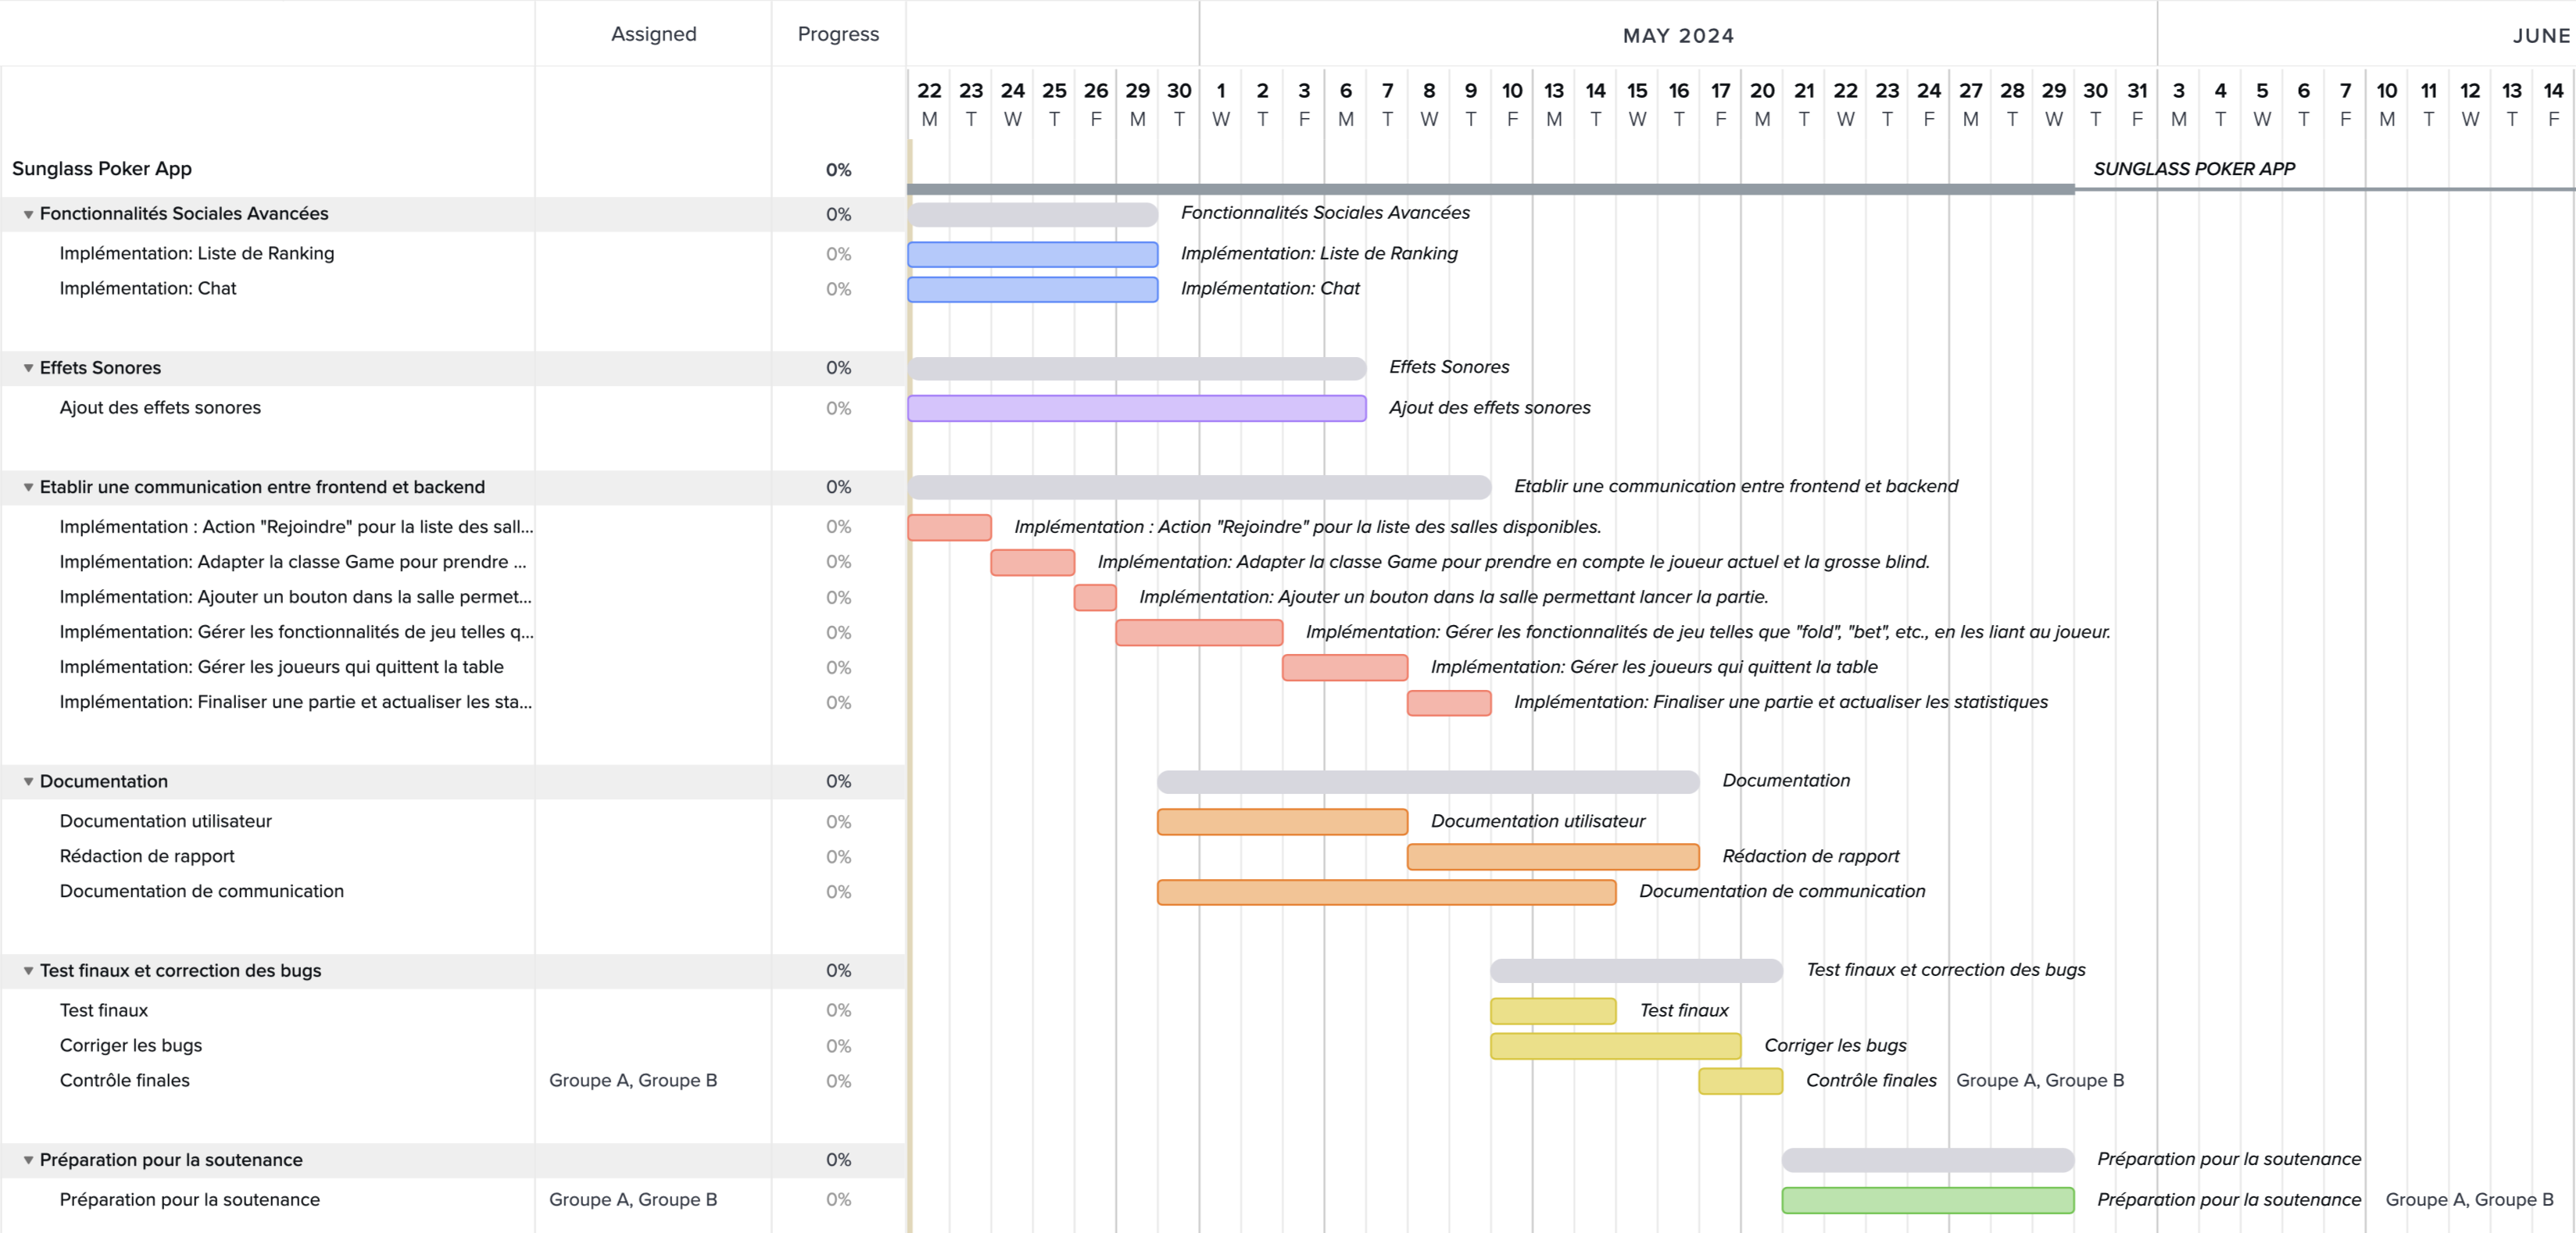 Assigned Progress MAY 2024 JUNE
22 23 24 25 26 29 30 1 2 3 6 7 8 9 10 13 14 15 16 17 20 21 22 23 24 27 28 29 30 31 3 4 5 6 7 10 11 12 13 14
M T W T F M T W T F M T W T F M T W T F M T W T F M T W T F M T W T F M T W T F
Sunglass Poker App 0% SUNGLASS POKER APP
Fonctionnalités Sociales Avancées 0% Fonctionnalités Sociales Avancées
Implémentation: Liste de Ranking 0% Implémentation: Liste de Ranking
Implémentation: Chat 0% Implémentation: Chat
Effets Sonores 0% Effets Sonores
Ajout des effets sonores 0% Ajout des effets sonores
Etablir une communication entre frontend et backend 0% Etablir une communication entre frontend et backend
Implémentation : Action "Rejoindre" pour la liste des sall... 0% Implémentation : Action "Rejoindre" pour la liste des salles disponibles.
Implémentation: Adapter la classe Game pour prendre ... 0% Implémentation: Adapter la classe Game pour prendre en compte le joueur actuel et la grosse blind.
Implémentation: Ajouter un bouton dans la salle permet... 0% Implémentation: Ajouter un bouton dans la salle permettant lancer la partie.
Implémentation: Gérer les fonctionnalités de jeu telles q... 0% Implémentation: Gérer les fonctionnalités de jeu telles que "fold", "bet", etc., en les liant au joueur.
Implémentation: Gérer les joueurs qui quittent la table 0% Implémentation: Gérer les joueurs qui quittent la table
Implémentation: Finaliser une partie et actualiser les sta... 0% Implémentation: Finaliser une partie et actualiser les statistiques
Documentation 0% Documentation
Documentation utilisateur 0% Documentation utilisateur
Rédaction de rapport 0% Rédaction de rapport
Documentation de communication 0% Documentation de communication
Test finaux et correction des bugs 0% Test finaux et correction des bugs
Test finaux 0% Test finaux
Corriger les bugs 0% Corriger les bugs
Contrôle finales Groupe A, Groupe B 0% Contrôle finales Groupe A, Groupe B
Préparation pour la soutenance 0% Préparation pour la soutenance
Préparation pour la soutenance Groupe A, Groupe B 0% Préparation pour la soutenance Groupe A, Groupe B